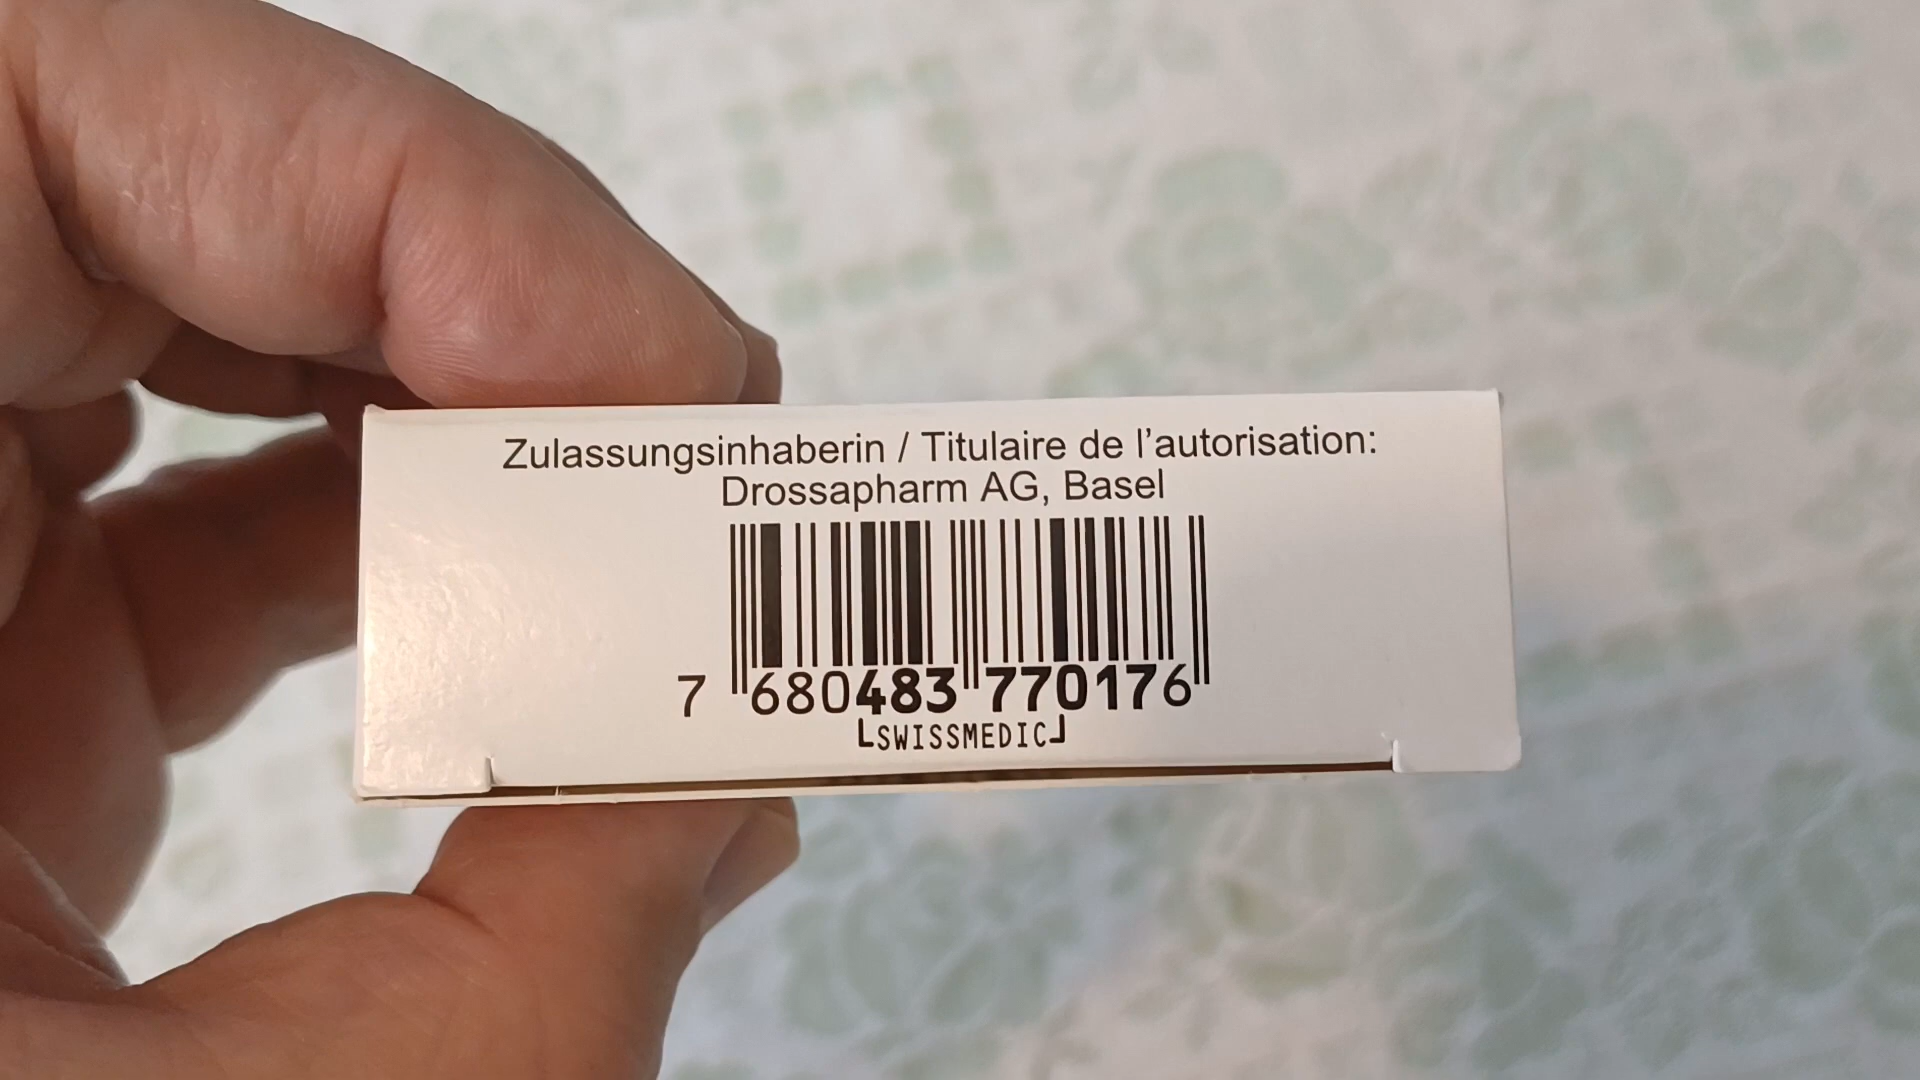 Zulassungsinhaberin / Titulaire de l'autorisation:
Drossapharm AG, Basel
7 680483 770176
SWISSMEDIC